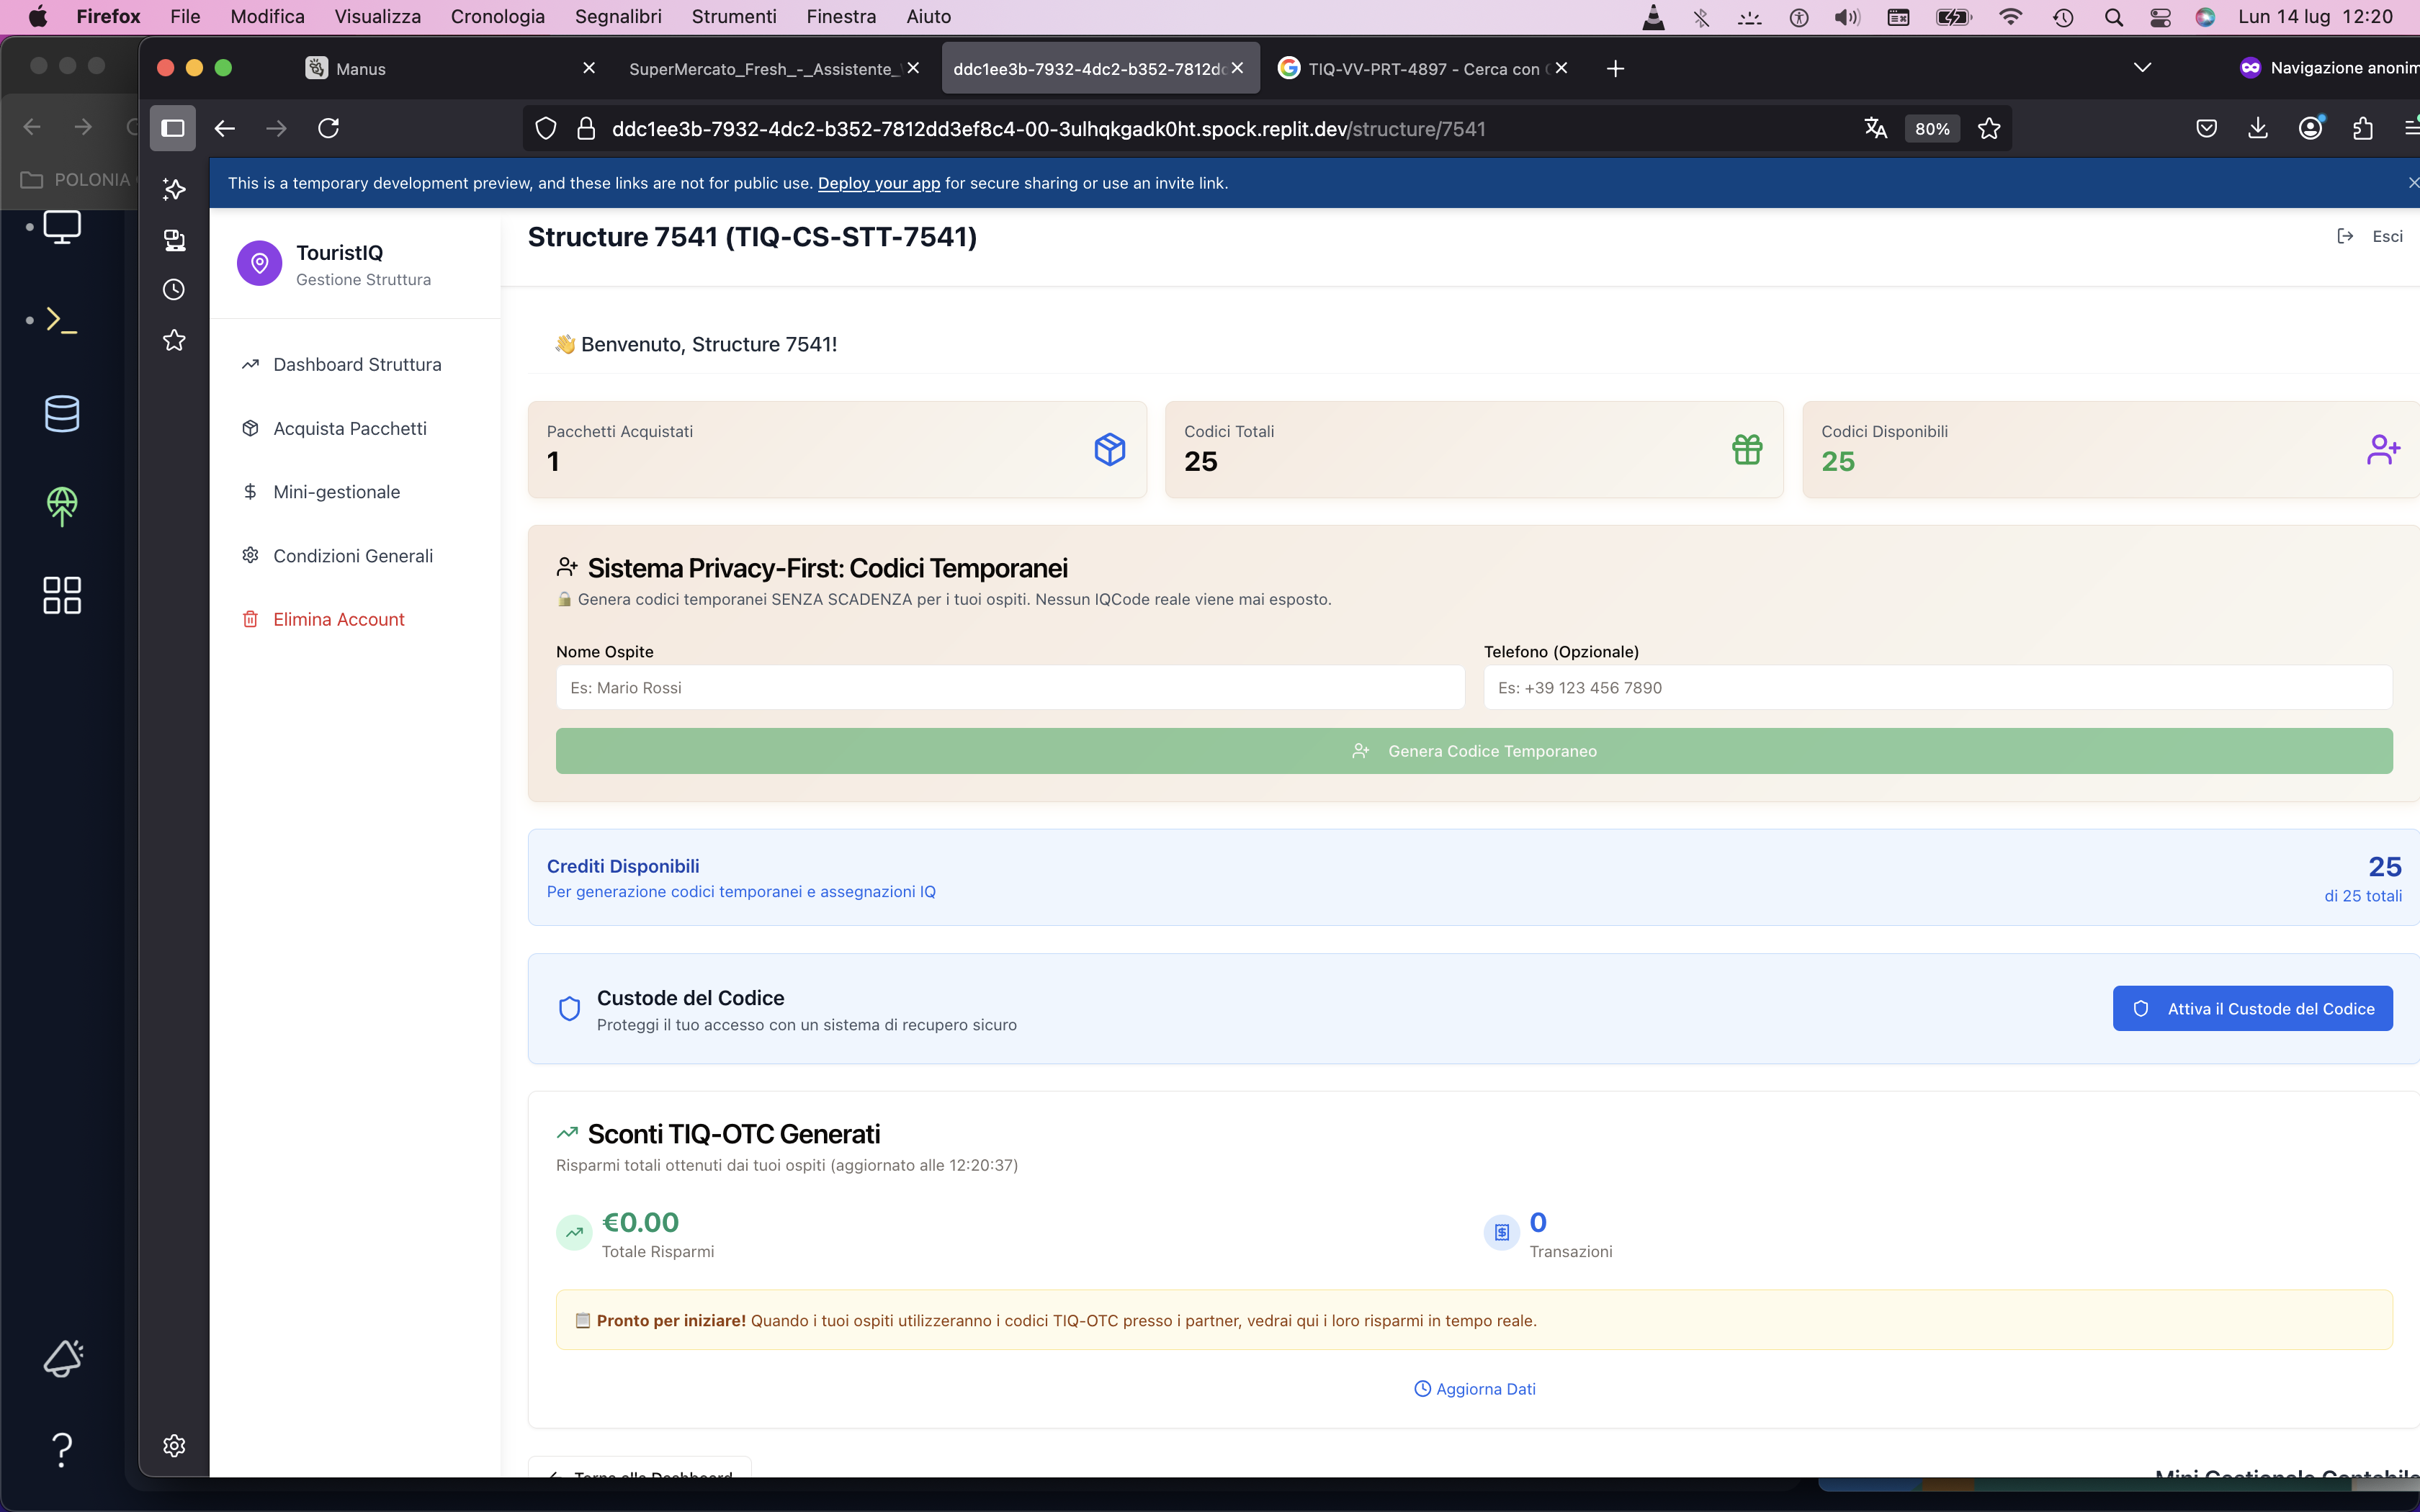 Firefox File Modifica Visualizza Cronologia Segnalibri Strumenti Finestra Aiuto Lun 14 lug 12:20
Manus SuperMercato_Fresh_-_Assistente_ ddc1ee3b-7932-4dc2-b352-7812dc TIQ-VV-PRT-4897 - Cerca con Navigazione anonim
ddc1ee3b-7932-4dc2-b352-7812dd3ef8c4-00-3ulhqkgadk0ht.spock.replit.dev/structure/7541 80%
POLONIA
This is a temporary development preview, and these links are not for public use. Deploy your app for secure sharing or use an invite link.
TouristIQ
Gestione Struttura
Structure 7541 (TIQ-CS-STT-7541)
Esci
Dashboard Struttura
Acquista Pacchetti
Mini-gestionale
Condizioni Generali
Elimina Account
👋 Benvenuto, Structure 7541!
Pacchetti Acquistati
1
Codici Totali
25
Codici Disponibili
25
Sistema Privacy-First: Codici Temporanei
🔒 Genera codici temporanei SENZA SCADENZA per i tuoi ospiti. Nessun IQCode reale viene mai esposto.
Nome Ospite
Es: Mario Rossi
Telefono (Opzionale)
Es: +39 123 456 7890
Genera Codice Temporaneo
Crediti Disponibili
Per generazione codici temporanei e assegnazioni IQ
25
di 25 totali
Custode del Codice
Proteggi il tuo accesso con un sistema di recupero sicuro
Attiva il Custode del Codice
Sconti TIQ-OTC Generati
Risparmi totali ottenuti dai tuoi ospiti (aggiornato alle 12:20:37)
€0.00
Totale Risparmi
0
Transazioni
📋 Pronto per iniziare! Quando i tuoi ospiti utilizzeranno i codici TIQ-OTC presso i partner, vedrai qui i loro risparmi in tempo reale.
Aggiorna Dati
Torna alla Dashboard
Mini Gestionale Contabile